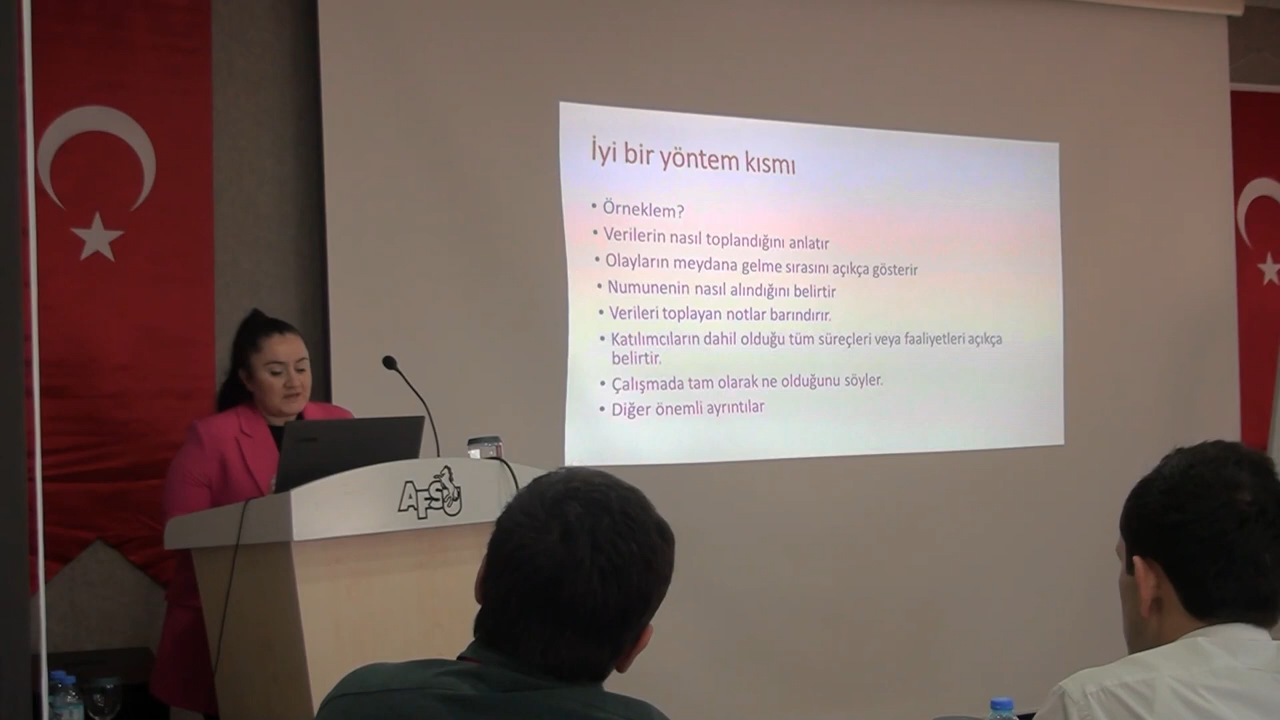 İyi bir yöntem kısmı
• Örneklem?
• Verilerin nasıl toplandığını anlatır
• Olayların meydana gelme sırasını açıkça gösterir
• Numunenin nasıl alındığını belirtir
• Verileri toplayan notlar barındırır.
• Katılımcıların dahil olduğu tüm süreçleri veya faaliyetleri açıkça
belirtir.
• Çalışmada tam olarak ne olduğunu söyler.
• Diğer önemli ayrıntılar
AFSU